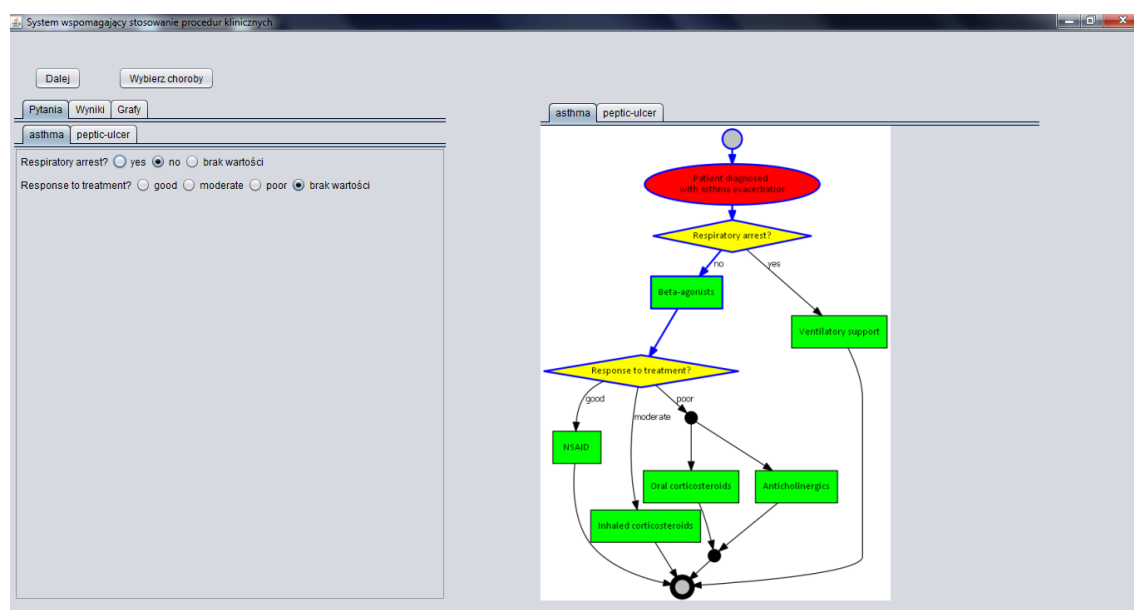 System wspomagający stosowanie procedur klinicznych
Dalej Wybierz choroby
Pytania Wyniki Grafy
asthma peptic-ulcer
Respiratory arrest? yes no brak wartości
Response to treatment? good moderate poor brak wartości
asthma peptic-ulcer
Patient diagnosed
with asthma exacerbation
Respiratory arrest?
no yes
Beta-agonists
Ventilatory support
Response to treatment?
good moderate poor
NSAID
Oral corticosteroids Anticholinergics
Inhaled corticosteroids